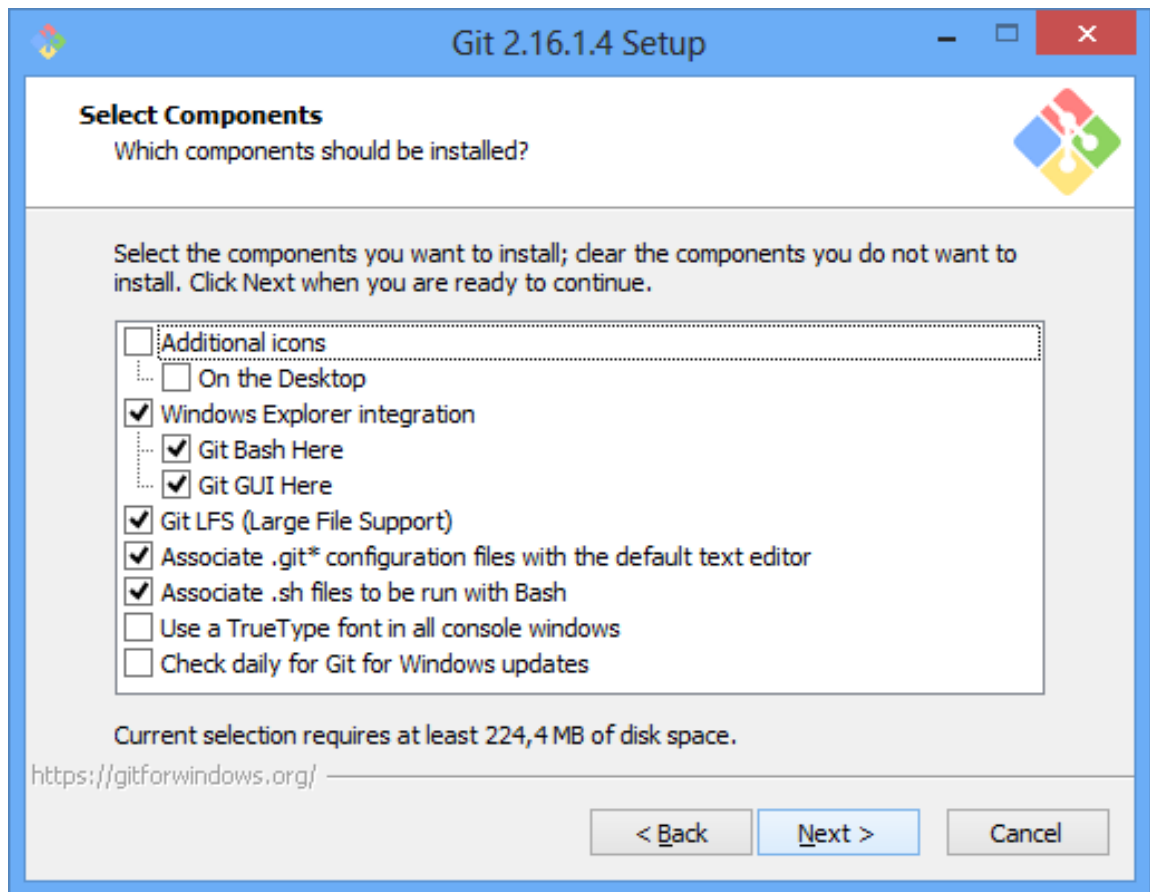 Git 2.16.1.4 Setup
Select Components
Which components should be installed?
Select the components you want to install; clear the components you do not want to
install. Click Next when you are ready to continue.
Additional icons
On the Desktop
Windows Explorer integration
Git Bash Here
Git GUI Here
Git LFS (Large File Support)
Associate .git* configuration files with the default text editor
Associate .sh files to be run with Bash
Use a TrueType font in all console windows
Check daily for Git for Windows updates
Current selection requires at least 224,4 MB of disk space.
https://gitforwindows.org/
< Back
Next >
Cancel